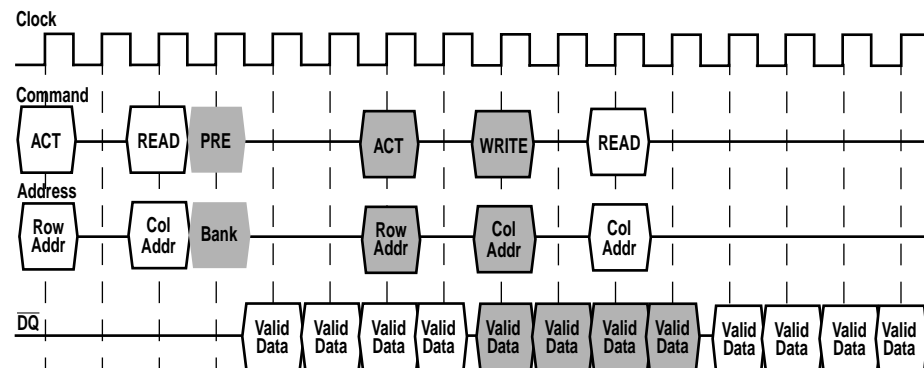 Clock
Command
ACT READ PRE ACT WRITE READ
Address
Row Col Bank Row Col Col
Addr Addr Addr Addr Addr
DQ
Valid Valid Valid Valid Valid Valid Valid Valid Valid Valid Valid Valid
Data Data Data Data Data Data Data Data Data Data Data Data